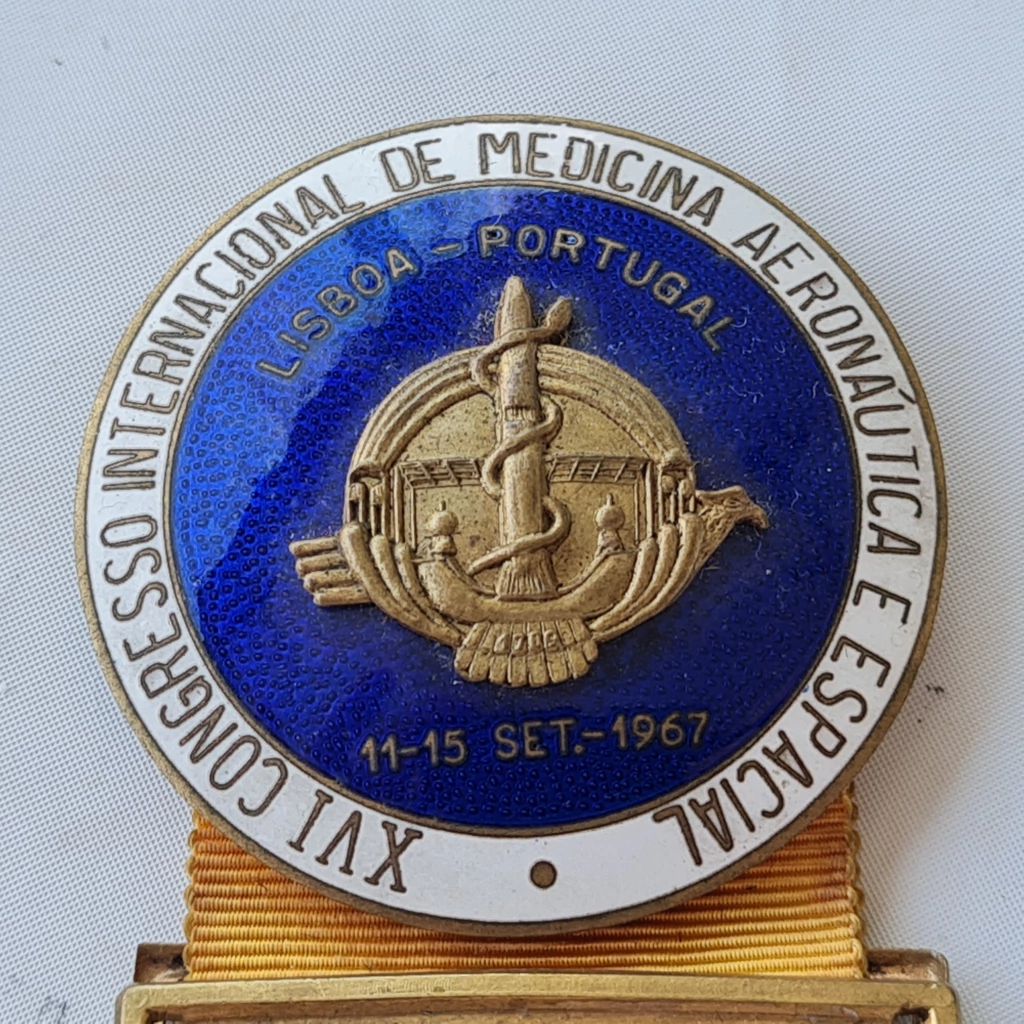 XVI CONGRESSO INTERNACIONAL DE MEDICINA AERONÁUTICA E ESPACIAL
LISBOA - PORTUGAL
11-15 SET.-1967